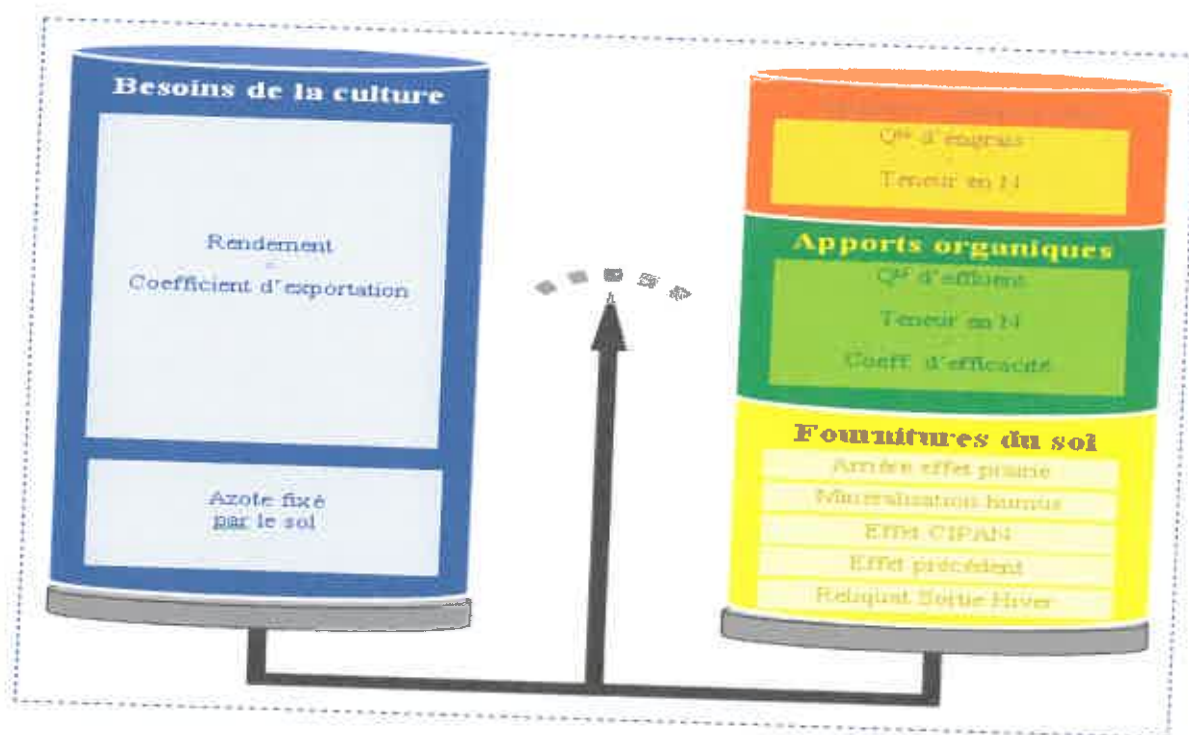 Besoins de la culture
Rendement
Coefficient d'exportation
Azote fixé
par le sol
Qté d'engrais
Teneur en N
Apports organiques
Qté d'effluent
Teneur en N
Coeff. d'efficacité
Fournitures du sol
Arrière effet prairie
Minéralisation humus
Effet CIPAN
Effet précédent
Reliquat Sortie Hiver